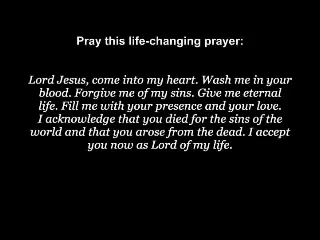 Pray this life-changing prayer:
Lord Jesus, come into my heart. Wash me in your
blood. Forgive me of my sins. Give me eternal
life. Fill me with your presence and your love.
I acknowledge that you died for the sins of the
world and that you arose from the dead. I accept
you now as Lord of my life.